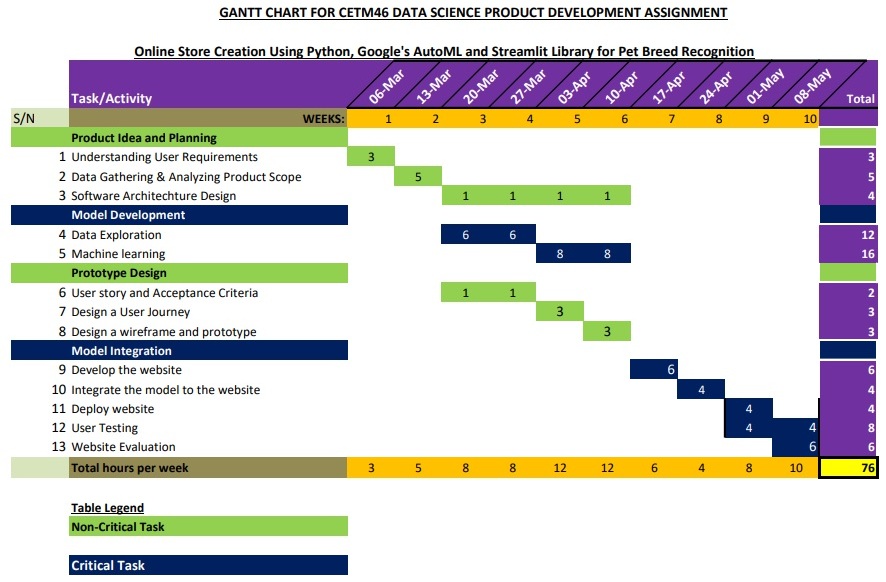 GANTT CHART FOR CETM46 DATA SCIENCE PRODUCT DEVELOPMENT ASSIGNMENT
Online Store Creation Using Python, Google's AutoML and Streamlit Library for Pet Breed Recognition
Task/Activity 06-Mar 13-Mar 20-Mar 27-Mar 03-Apr 10-Apr 17-Apr 24-Apr 01-May 08-May Total
S/N WEEKS: 1 2 3 4 5 6 7 8 9 10
Product Idea and Planning
1 Understanding User Requirements 3 3
2 Data Gathering & Analyzing Product Scope 5 5
3 Software Architechture Design 1 1 1 1 4
Model Development
4 Data Exploration 6 6 12
5 Machine learning 8 8 16
Prototype Design
6 User story and Acceptance Criteria 1 1 2
7 Design a User Journey 3 3
8 Design a wireframe and prototype 3 3
Model Integration
9 Develop the website 6 6
10 Integrate the model to the website 4 4
11 Deploy website 4 4
12 User Testing 4 4 8
13 Website Evaluation 6 6
Total hours per week 3 5 8 8 12 12 6 4 8 10 76
Table Legend
Non-Critical Task
Critical Task